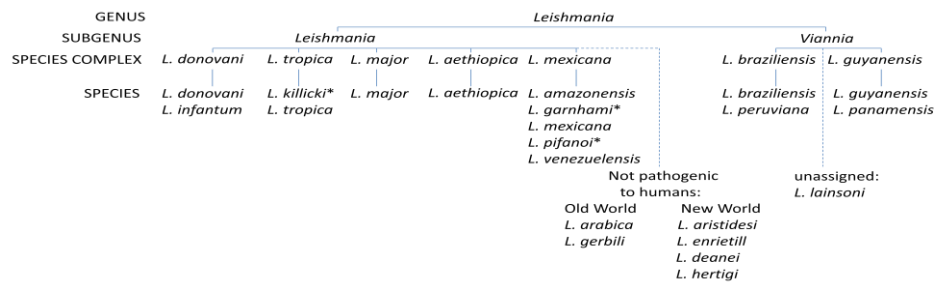 GENUS Leishmania
SUBGENUS Leishmania Viannia
SPECIES COMPLEX L. donovani L. tropica L. major L. aethiopica L. mexicana L. braziliensis L. guyanensis
SPECIES L. donovani L. killicki* L. major L. aethiopica L. amazonensis L. braziliensis L. guyanensis
L. infantum L. tropica L. garnhami* L. peruviana L. panamensis
L. mexicana
L. pifanoi*
L. venezuelensis
Not pathogenic unassigned:
to humans: L. lainsoni
Old World New World
L. arabica L. aristidesi
L. gerbili L. enrietill
L. deanei
L. hertigi